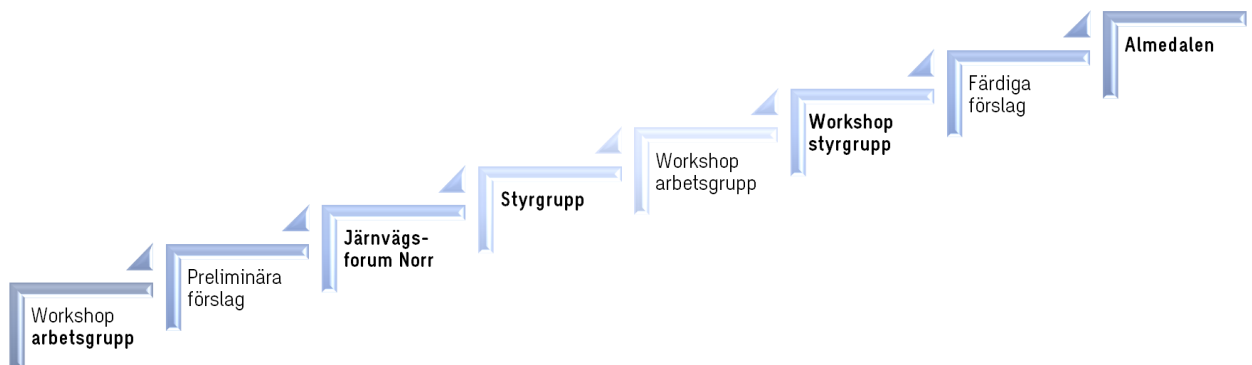 Workshop
arbetsgrupp
Preliminära
förslag
Järnvägs-
forum Norr
Styrgrupp
Workshop
arbetsgrupp
Workshop
styrgrupp
Färdiga
förslag
Almedalen